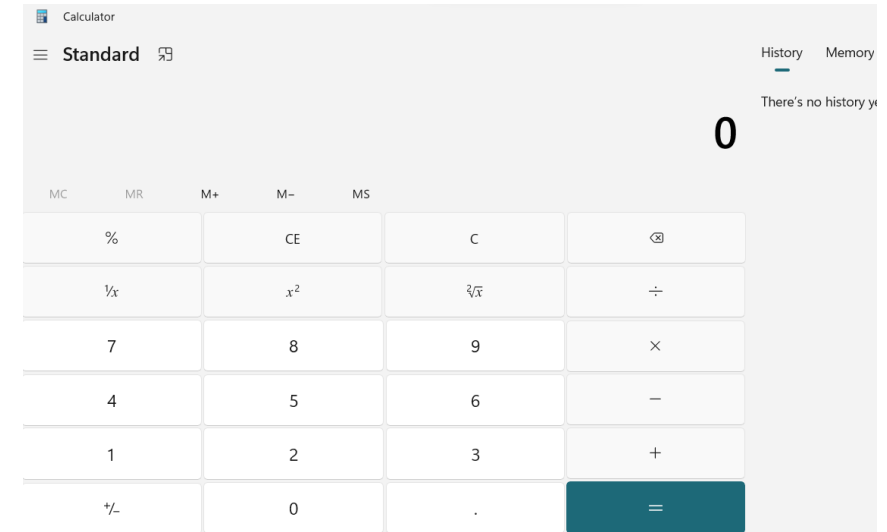 Calculator
Standard
History Memory
There's no history ye
0
MC MR M+ M− MS
% CE C
¹⁄x x² ²√x ÷
7 8 9 ×
4 5 6 −
1 2 3 +
+/− 0 . =